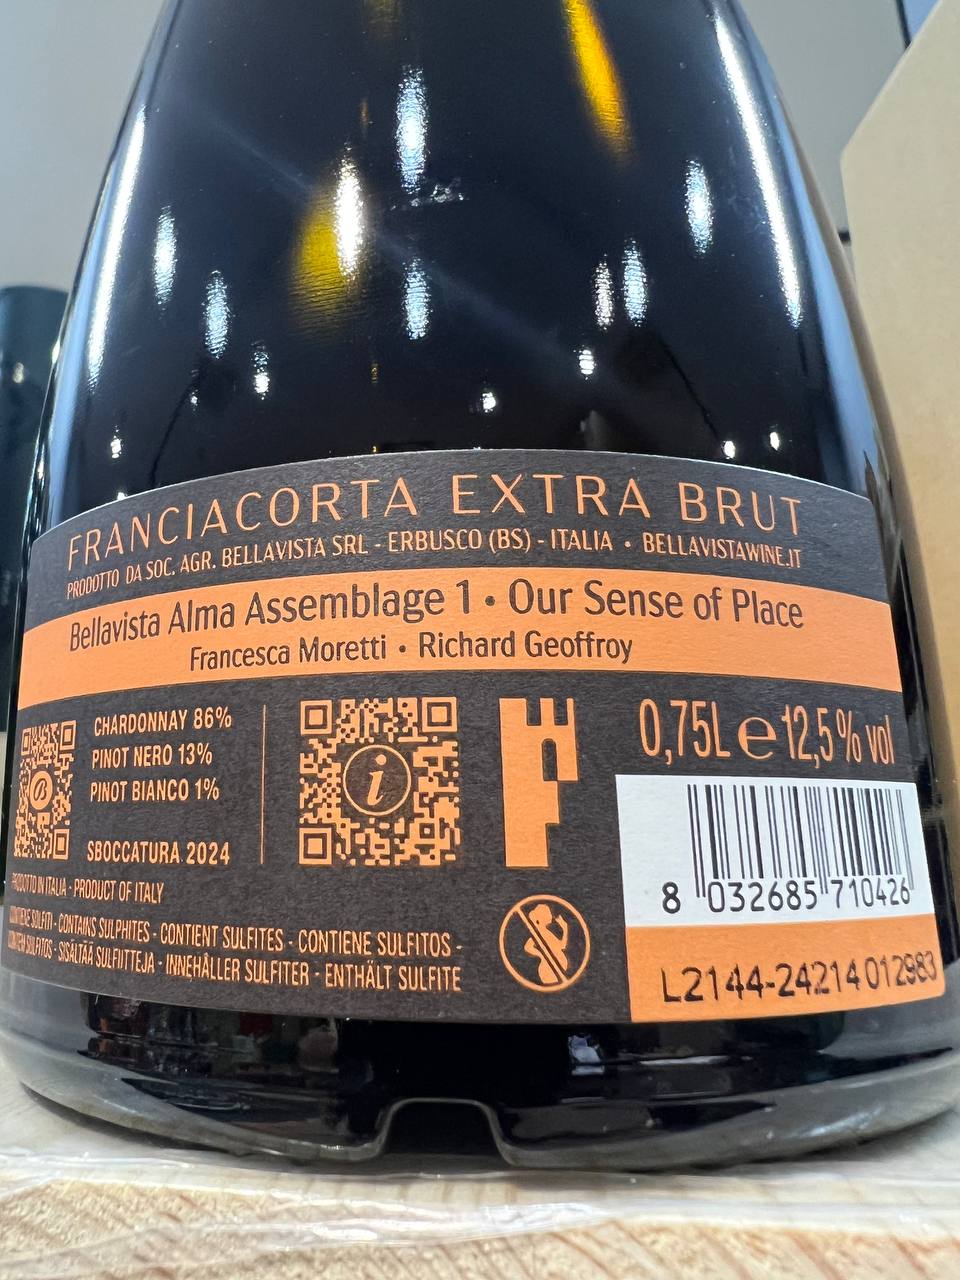 FRANCIACORTA EXTRA BRUT
PRODOTTO DA SOC. AGR. BELLAVISTA SRL - ERBUSCO (BS) - ITALIA • BELLAVISTAWINE.IT
Bellavista Alma Assemblage 1 • Our Sense of Place
Francesca Moretti • Richard Geoffroy
CHARDONNAY 86%
PINOT NERO 13%
PINOT BIANCO 1%
SBOCCATURA 2024
B
i
0,75L e 12,5% vol
8 032685 710426
PRODOTTO IN ITALIA - PRODUCT OF ITALY
CONTIENE SOLFITI - CONTAINS SULPHITES - CONTIENT SULFITES - CONTIENE SULFITOS -
CONTÉM SULFITOS - SISÄLTÄÄ SULFIITTEJA - INNEHÅLLER SULFITER - ENTHÄLT SULFITE
L2144-24214 012983